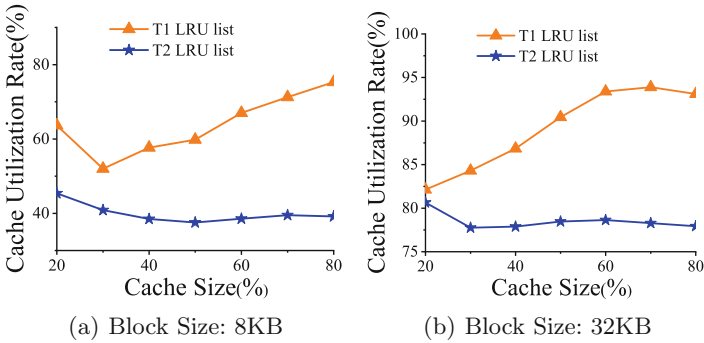 Cache Utilization Rate(%)
T1 LRU list
T2 LRU list
80
60
40
20 30 40 50 60 70 80
Cache Size(%)
(a) Block Size: 8KB
Cache Utilization Rate(%)
T1 LRU list
T2 LRU list
100
95
90
85
80
75
20 30 40 50 60 70 80
Cache Size(%)
(b) Block Size: 32KB